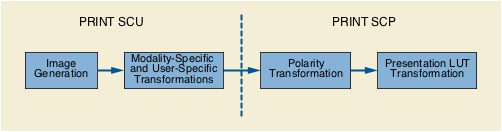 PRINT SCU
PRINT SCP
Image
Generation
Modality-Specific
and User-Specific
Transformations
Polarity
Transformation
Presentation LUT
Transformation